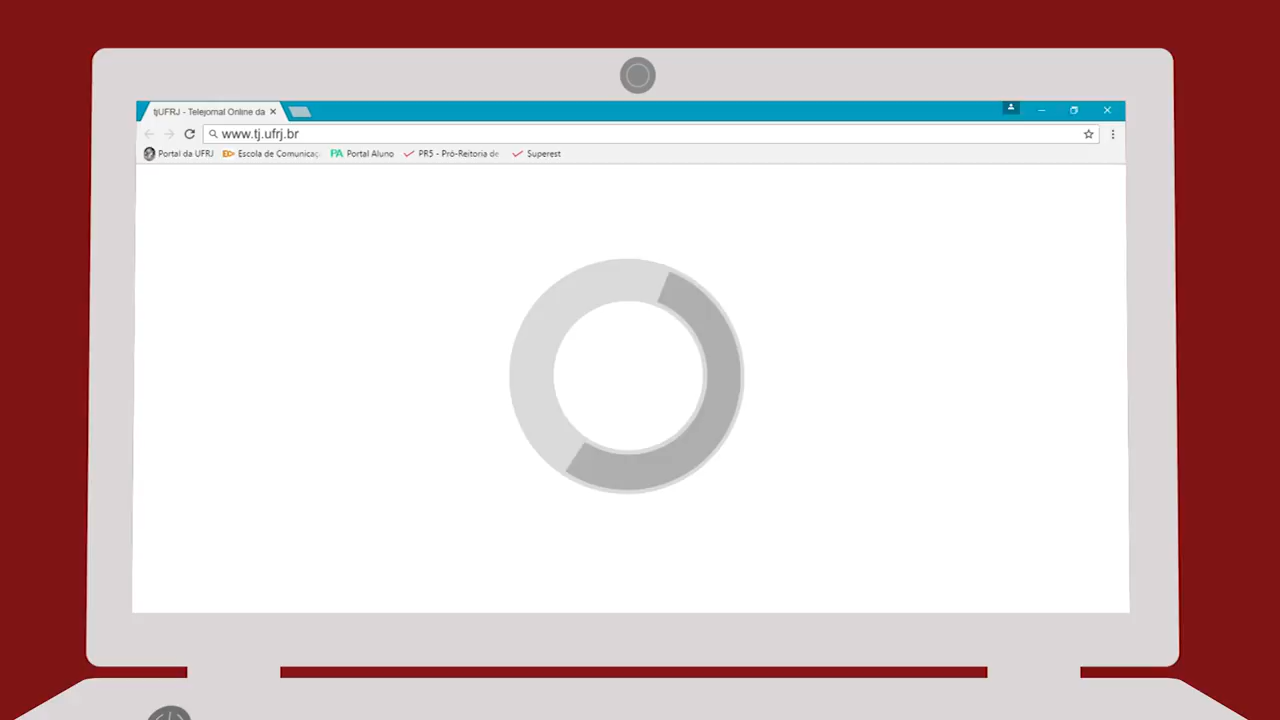 tjUFRJ - Telejornal Online da
www.tj.ufrj.br
Portal da UFRJ Escola de Comunicaç PA Portal Aluno PR5 - Pró-Reitoria de Superest